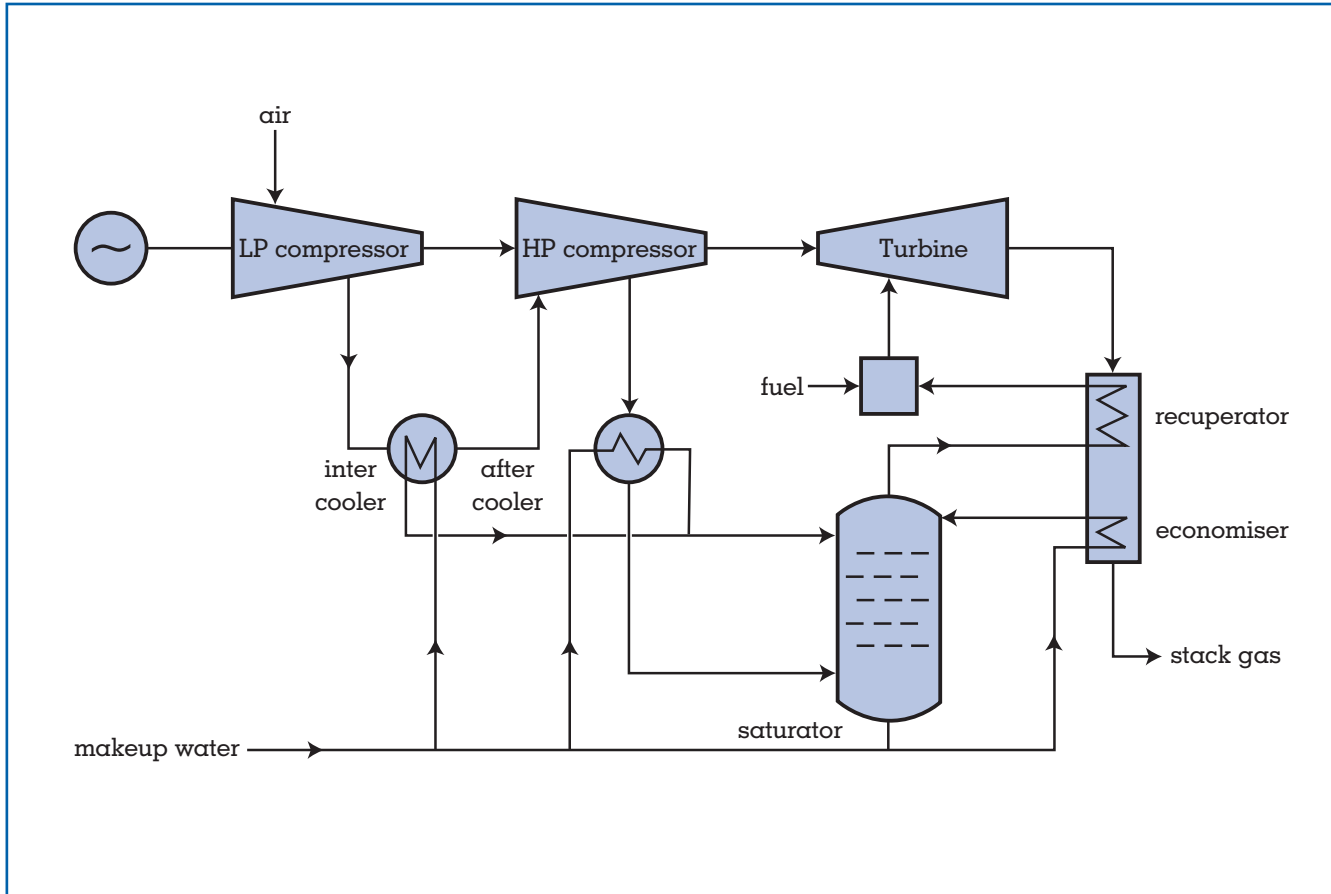 air
LP compressor
HP compressor
Turbine
fuel
recuperator
inter
cooler
after
cooler
economiser
stack gas
saturator
makeup water